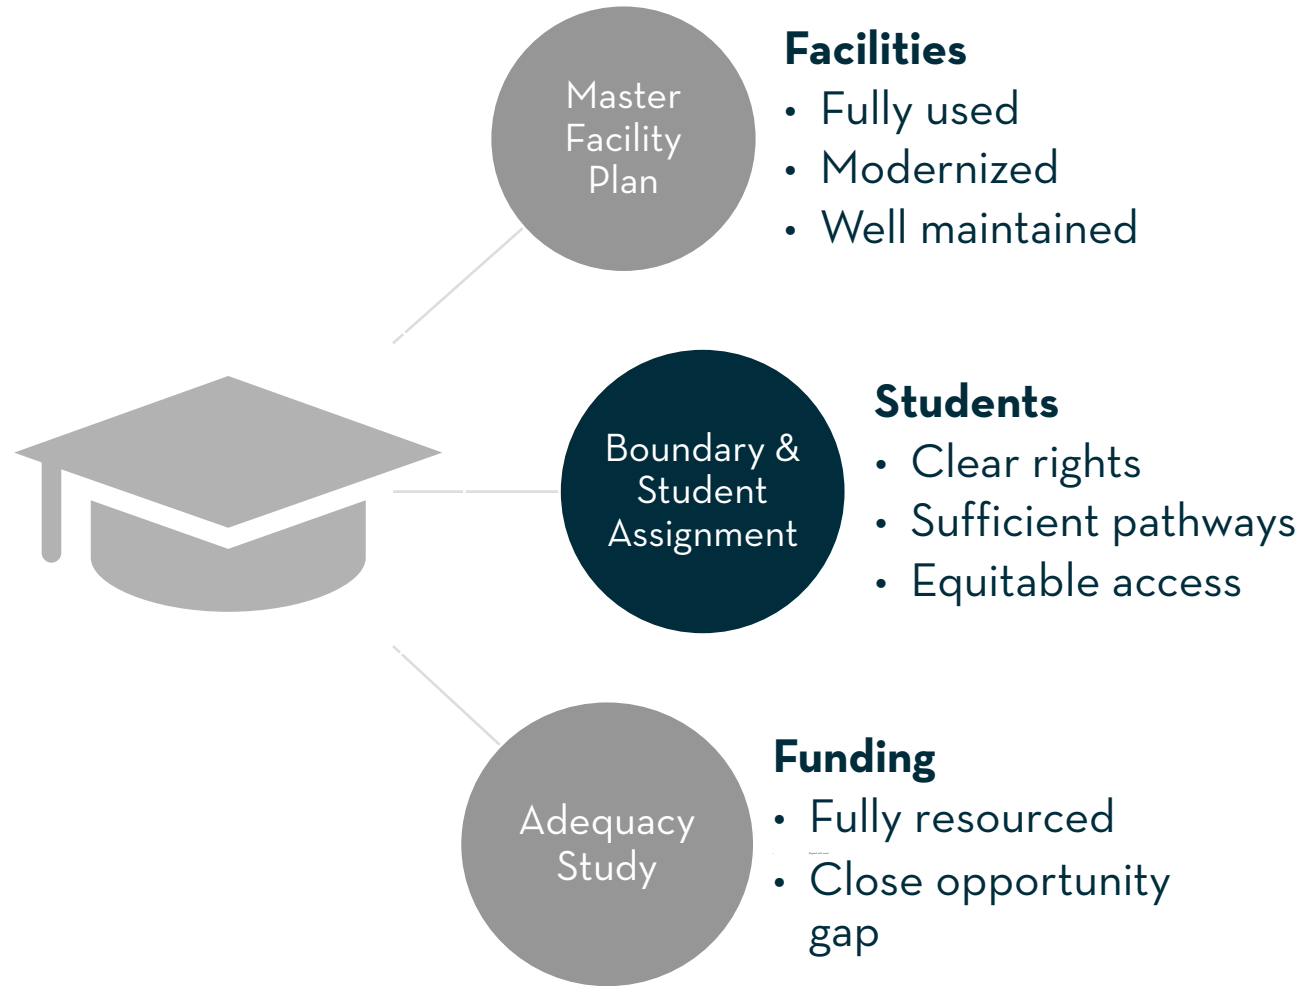 Master
Facility
Plan
Facilities
• Fully used
• Modernized
• Well maintained
Boundary &
Student
Assignment
Students
• Clear rights
• Sufficient pathways
• Equitable access
Adequacy
Study
Funding
• Fully resourced
• Close opportunity
gap